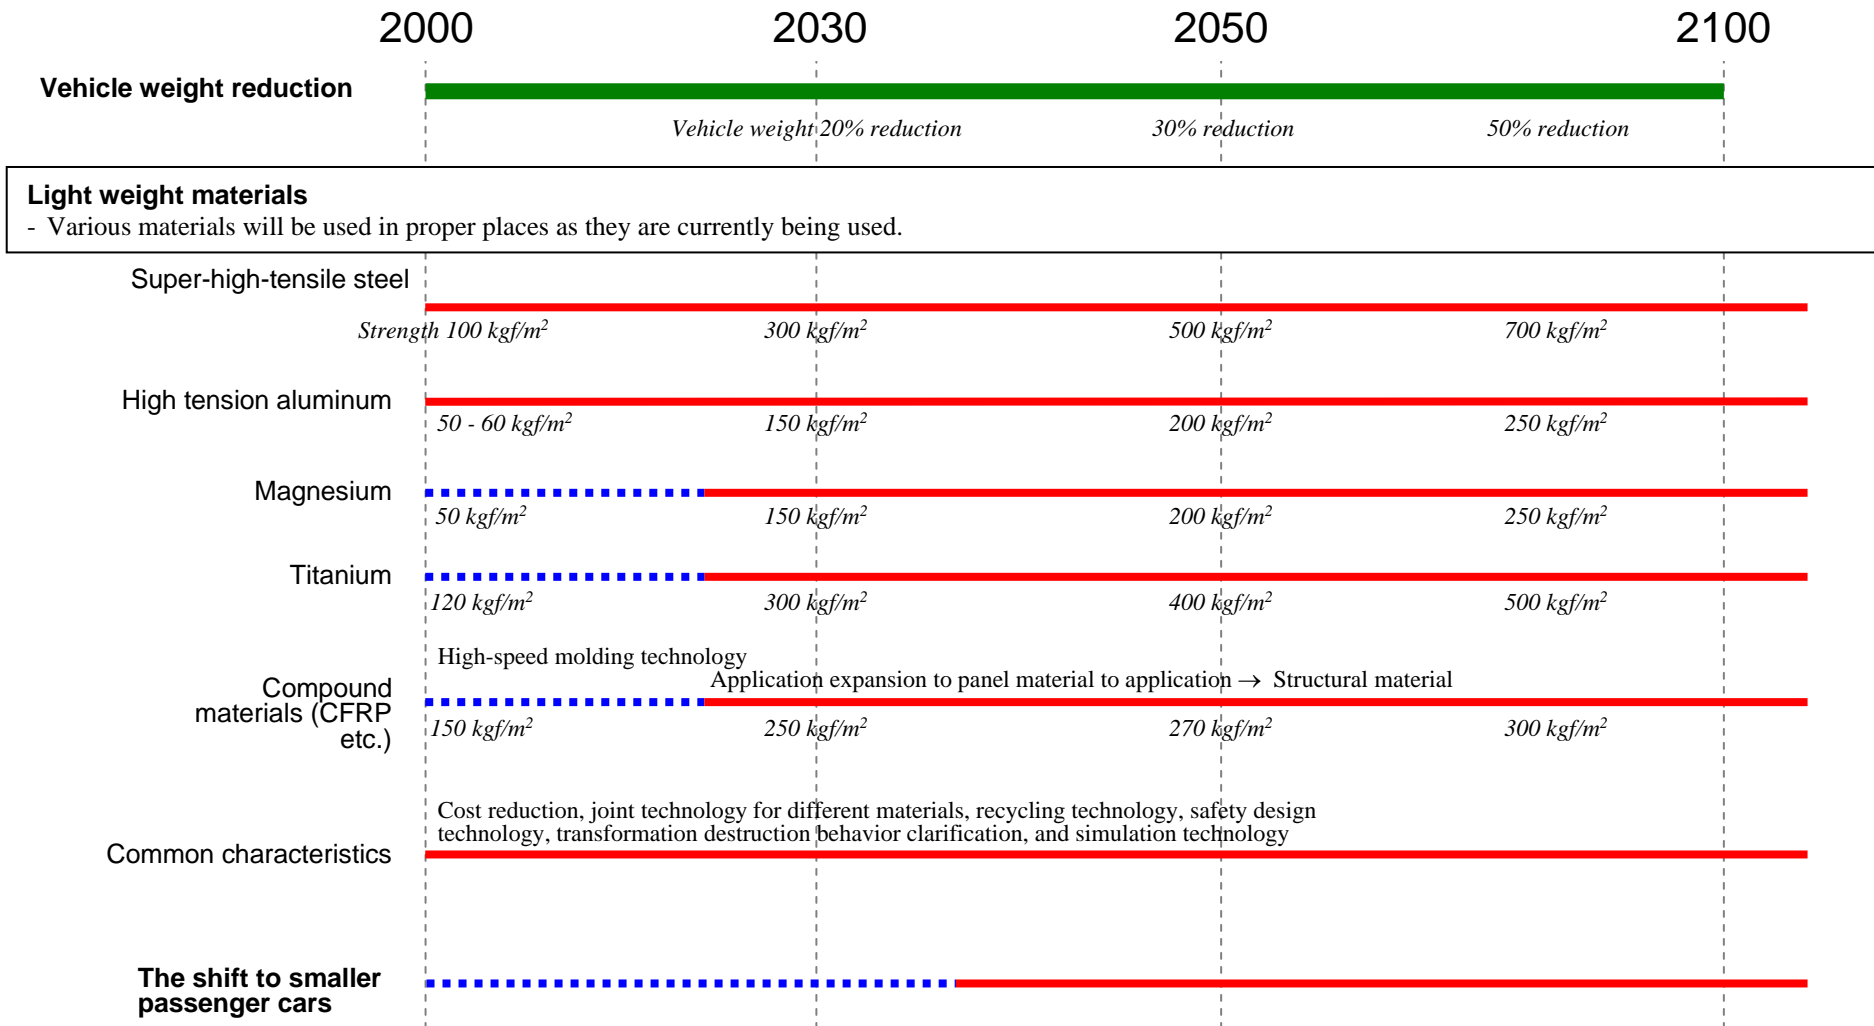 2000 2030 2050 2100
Vehicle weight reduction
Vehicle weight 20% reduction 30% reduction 50% reduction
Light weight materials
- Various materials will be used in proper places as they are currently being used.
Super-high-tensile steel
Strength 100 kgf/m² 300 kgf/m² 500 kgf/m² 700 kgf/m²
High tension aluminum
50 - 60 kgf/m² 150 kgf/m² 200 kgf/m² 250 kgf/m²
Magnesium
50 kgf/m² 150 kgf/m² 200 kgf/m² 250 kgf/m²
Titanium
120 kgf/m² 300 kgf/m² 400 kgf/m² 500 kgf/m²
High-speed molding technology
Application expansion to panel material to application → Structural material
Compound
materials (CFRP
etc.)
150 kgf/m² 250 kgf/m² 270 kgf/m² 300 kgf/m²
Cost reduction, joint technology for different materials, recycling technology, safety design
technology, transformation destruction behavior clarification, and simulation technology
Common characteristics
The shift to smaller
passenger cars